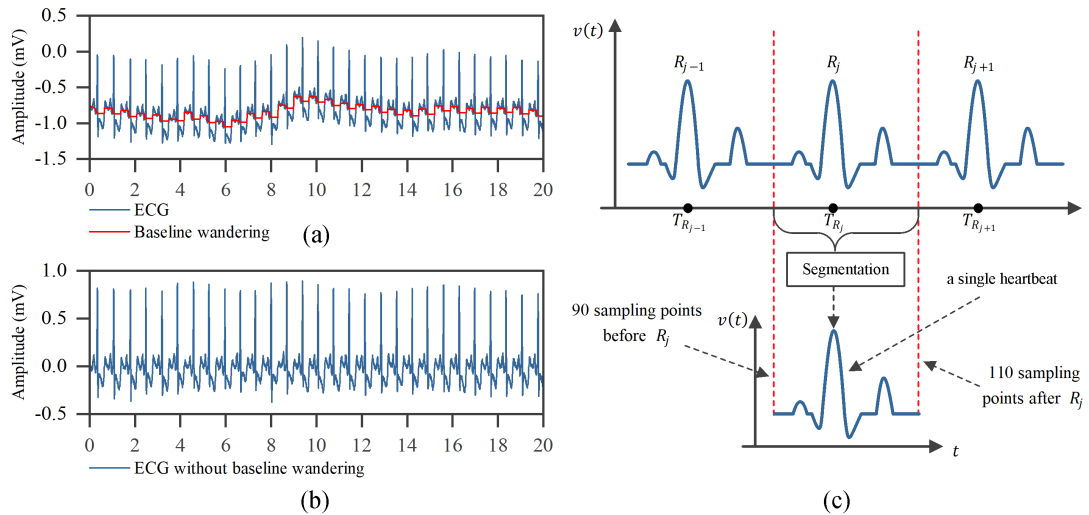 0.5
0.0
-0.5
-1.0
-1.5
Amplitude (mV)
0 2 4 6 8 10 12 14 16 18 20
ECG
Baseline wandering
(a)
1.0
0.5
0.0
-0.5
Amplitude (mV)
0 2 4 6 8 10 12 14 16 18 20
ECG without baseline wandering
(b)
v(t)
R_{j−1} R_j R_{j+1}
T_{R_{j−1}} T_{R_j} T_{R_{j+1}}
Segmentation
a single heartbeat
90 sampling points
before R_j
v(t)
110 sampling
points after R_j
t
(c)